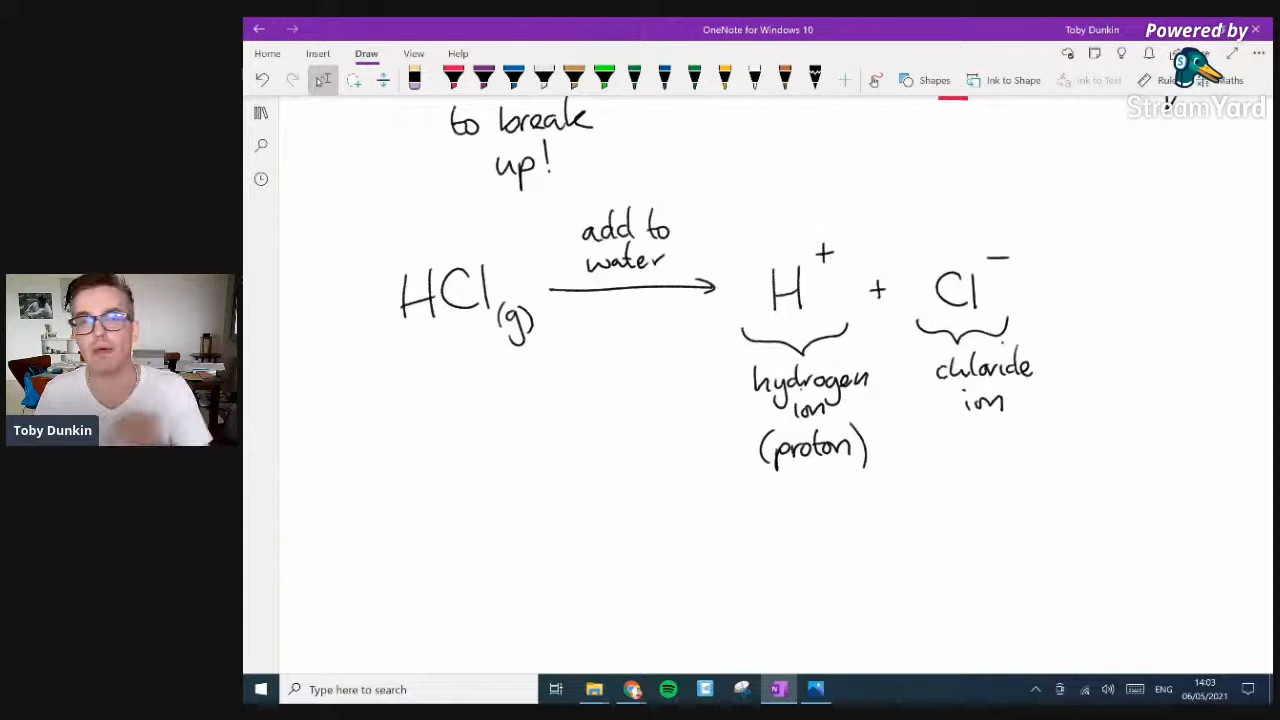 OneNote for Windows 10
Toby Dunkin
Powered by
StreamYard
Home Insert Draw View Help
Shapes Ink to Shape Ink to Text Maths
to break
up!
add to
water
HCl(g) H+ + Cl−
hydrogen
ion
(proton)
chloride
ion
Toby Dunkin
Type here to search
ENG
14:03
06/05/2021